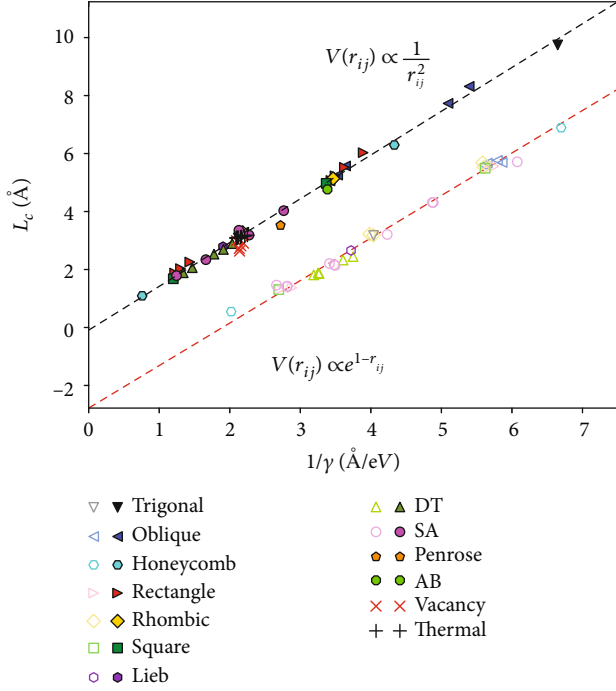 10
8
6
4
2
0
−2
L_c (Å)
V(r_ij) ∝ 1/r_ij^2
V(r_ij) ∝e^{1−r_ij}
0 1 2 3 4 5 6 7
1/γ (Å/eV)
Trigonal
Oblique
Honeycomb
Rectangle
Rhombic
Square
Lieb
DT
SA
Penrose
AB
Vacancy
Thermal